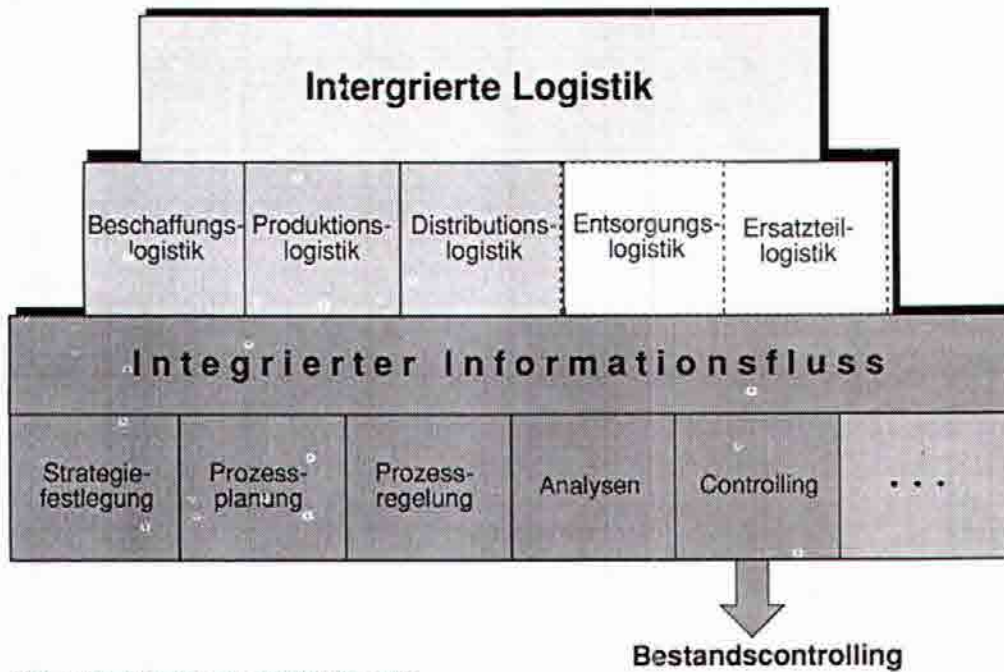 Intergrierte Logistik
Beschaffungs-
logistik
Produktions-
logistik
Distributions-
logistik
Entsorgungs-
logistik
Ersatzteil-
logistik
Integrierter Informationsfluss
Strategie-
festlegung
Prozess-
planung
Prozess-
regelung
Analysen
Controlling
...
Bestandscontrolling